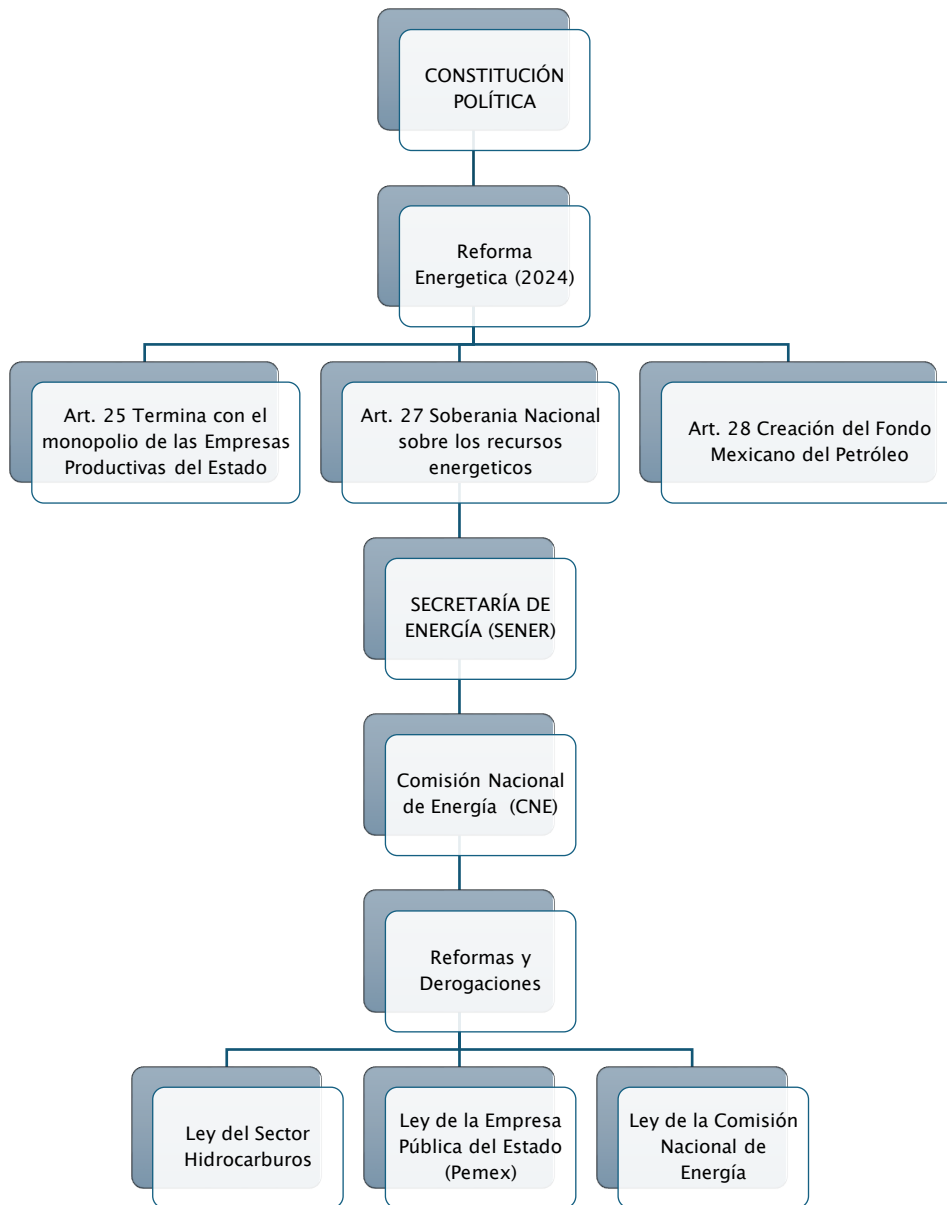 CONSTITUCIÓN
POLÍTICA
Reforma
Energetica (2024)
Art. 25 Termina con el
monopolio de las Empresas
Productivas del Estado
Art. 27 Soberania Nacional
sobre los recursos
energeticos
Art. 28 Creación del Fondo
Mexicano del Petróleo
SECRETARÍA DE
ENERGÍA (SENER)
Comisión Nacional
de Energía  (CNE)
Reformas y
Derogaciones
Ley del Sector
Hidrocarburos
Ley de la Empresa
Pública del Estado
(Pemex)
Ley de la Comisión
Nacional de
Energía